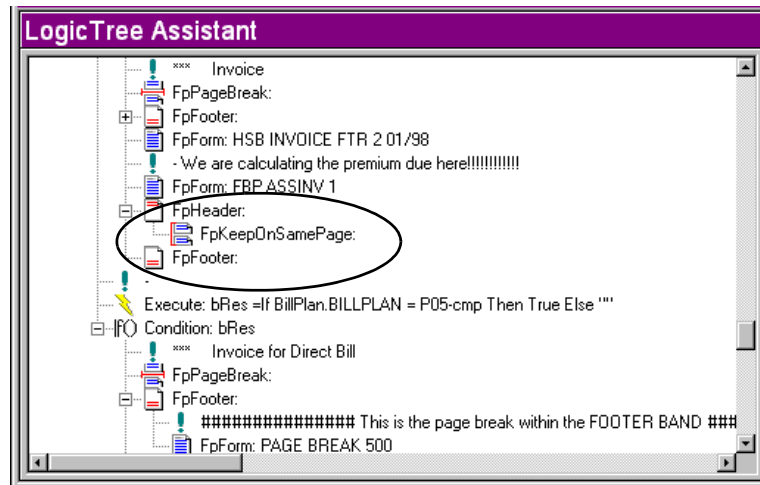 LogicTree Assistant
*** Invoice
FpPageBreak:
FpFooter:
FpForm: HSB INVOICE FTR 2 01/98
- We are calculating the premium due here!!!!!!!!!!!!
FpForm: FBP ASSINV 1
FpHeader:
FpKeepOnSamePage:
FpFooter:
-
Execute: bRes =If BillPlan.BILLPLAN = P05-cmp Then True Else ""
If() Condition: bRes
*** Invoice for Direct Bill
FpPageBreak:
FpFooter:
############### This is the page break within the FOOTER BAND ###
FpForm: PAGE BREAK 500